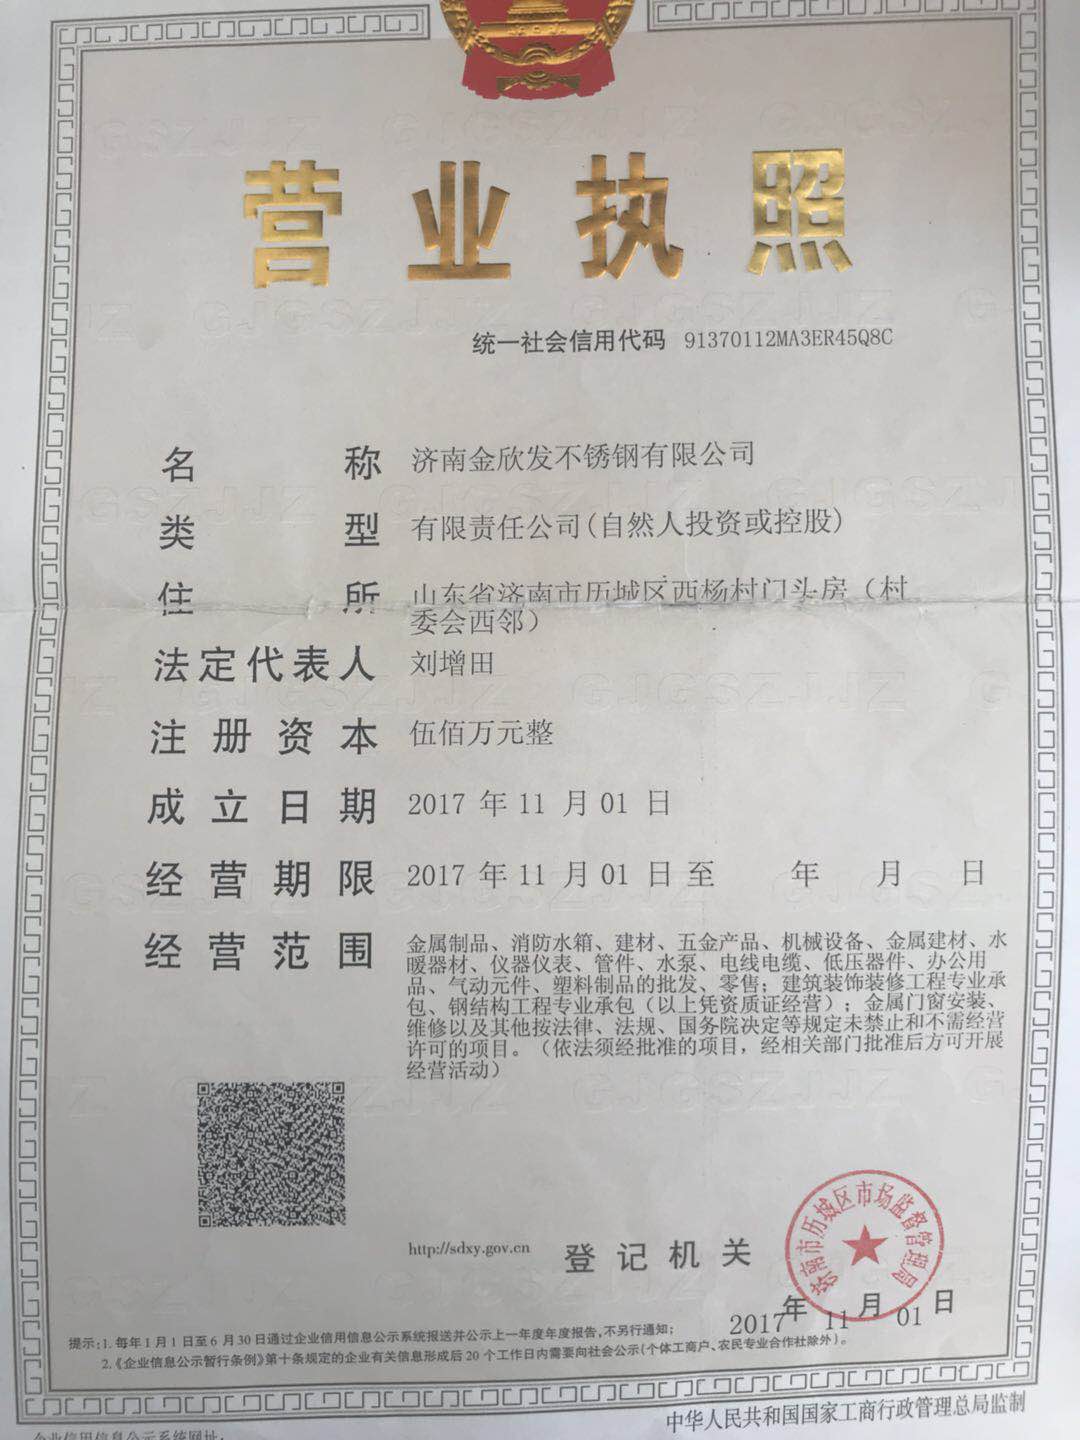 营业执照
统一社会信用代码 91370112MA3ER45Q8C
名称 济南金欣发不锈钢有限公司
类型 有限责任公司(自然人投资或控股)
住所 山东省济南市历城区西杨村门头房（村
委会西邻）
法定代表人 刘增田
注册资本 伍佰万元整
成立日期 2017 年 11 月 01 日
经营期限 2017 年 11 月 01 日 至 年 月 日
经营范围 金属制品、消防水箱、建材、五金产品、机械设备、金属建材、水
暖器材、仪器仪表、管件、水泵、电线电缆、低压器件、办公用
品、气动元件、塑料制品的批发、零售；建筑装饰装修工程专业承
包、钢结构工程专业承包（以上凭资质证经营）；金属门窗安装、
维修以及其他按法律、法规、国务院决定等规定未禁止和不需经营
许可的项目。（依法须经批准的项目，经相关部门批准后方可开展
经营活动）
济南市历城区市场监督管理局
http://sdxy.gov.cn 登记机关
2017 年 11 月 01 日
提示：1. 每年1月1日至6月30日通过企业信用信息公示系统报送并公示上一年度年度报告，不另行通知；
2.《企业信息公示暂行条例》第十条规定的企业有关信息形成后20个工作日内需要向社会公示（个体工商户、农民专业合作社除外）。
中华人民共和国国家工商行政管理总局监制
企业信用信息公示系统网址：